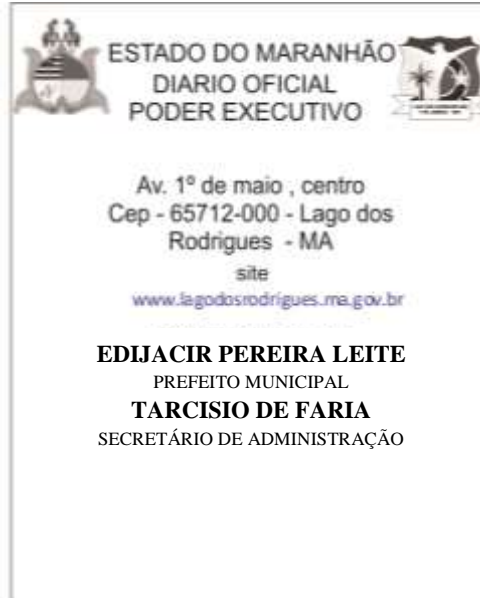 ESTADO DO MARANHÃO
DIARIO OFICIAL
PODER EXECUTIVO
Av. 1º de maio , centro
Cep - 65712-000 - Lago dos
Rodrigues - MA
site
www.lagodosrodrigues.ma.gov.br
EDIJACIR PEREIRA LEITE
PREFEITO MUNICIPAL
TARCISIO DE FARIA
SECRETÁRIO DE ADMINISTRAÇÃO